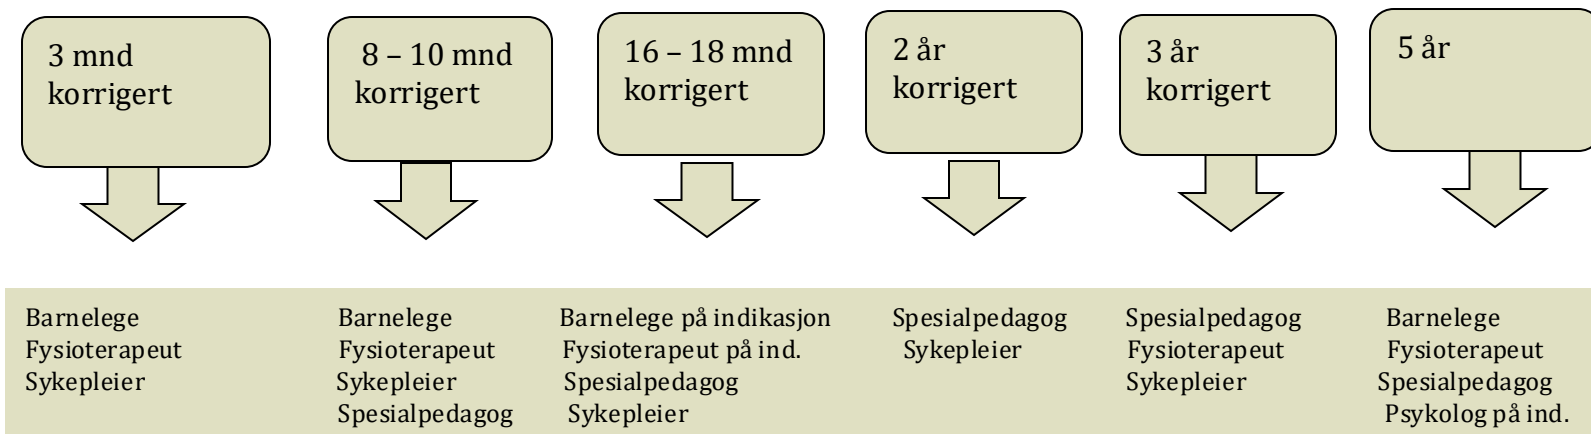 3 mnd
korrigert
8 – 10 mnd
korrigert
16 – 18 mnd
korrigert
2 år
korrigert
3 år
korrigert
5 år
Barnelege
Fysioterapeut
Sykepleier
Barnelege
Fysioterapeut
Sykepleier
Spesialpedagog
Barnelege på indikasjon
Fysioterapeut på ind.
Spesialpedagog
Sykepleier
Spesialpedagog
Sykepleier
Spesialpedagog
Fysioterapeut
Sykepleier
Barnelege
Fysioterapeut
Spesialpedagog
Psykolog på ind.